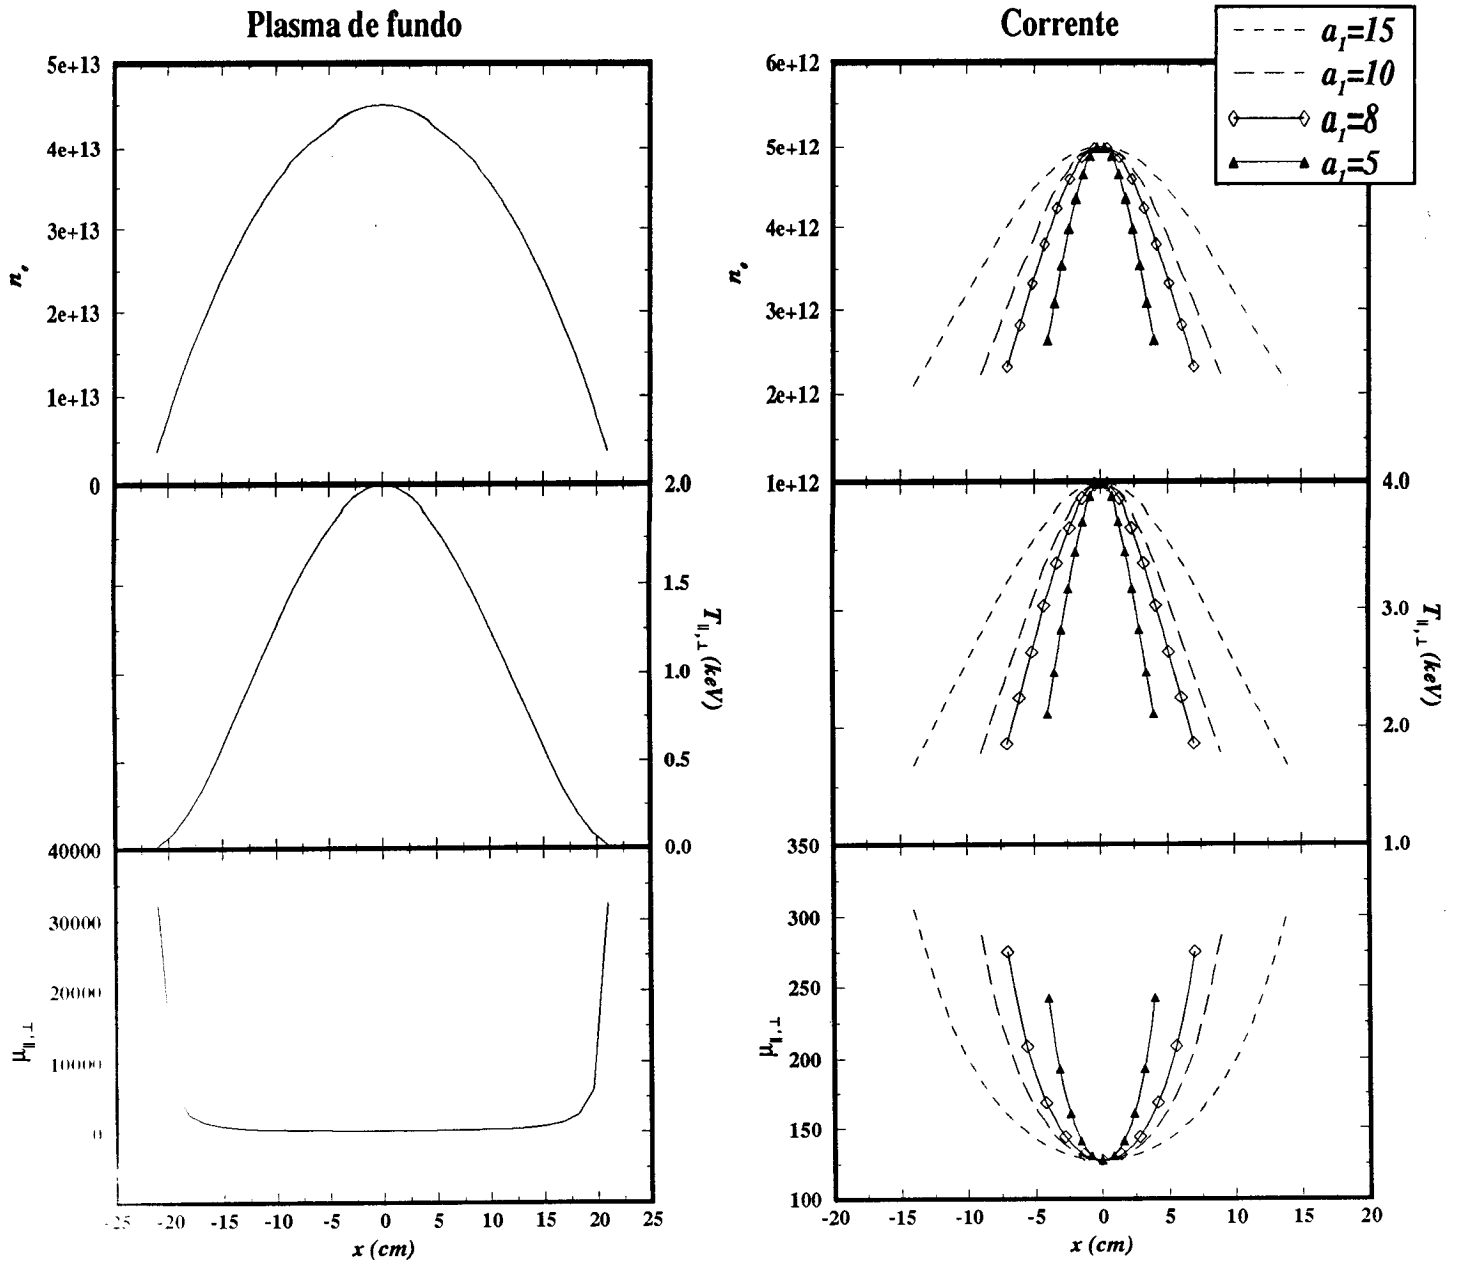 Plasma de fundo
5e+13
4e+13
3e+13
2e+13
1e+13
0
nₑ
2.0
1.5
1.0
0.5
0.0
T∥,⊥ (keV)
40000
30000
20000
10000
0
μ∥,⊥
-25 -20 -15 -10 -5 0 5 10 15 20 25
x (cm)
Corrente
a₁=15
a₁=10
a₁=8
a₁=5
6e+12
5e+12
4e+12
3e+12
2e+12
1e+12
nₑ
4.0
3.0
2.0
1.0
T∥,⊥ (keV)
350
300
250
200
150
100
μ∥,⊥
-20 -15 -10 -5 0 5 10 15 20
x (cm)